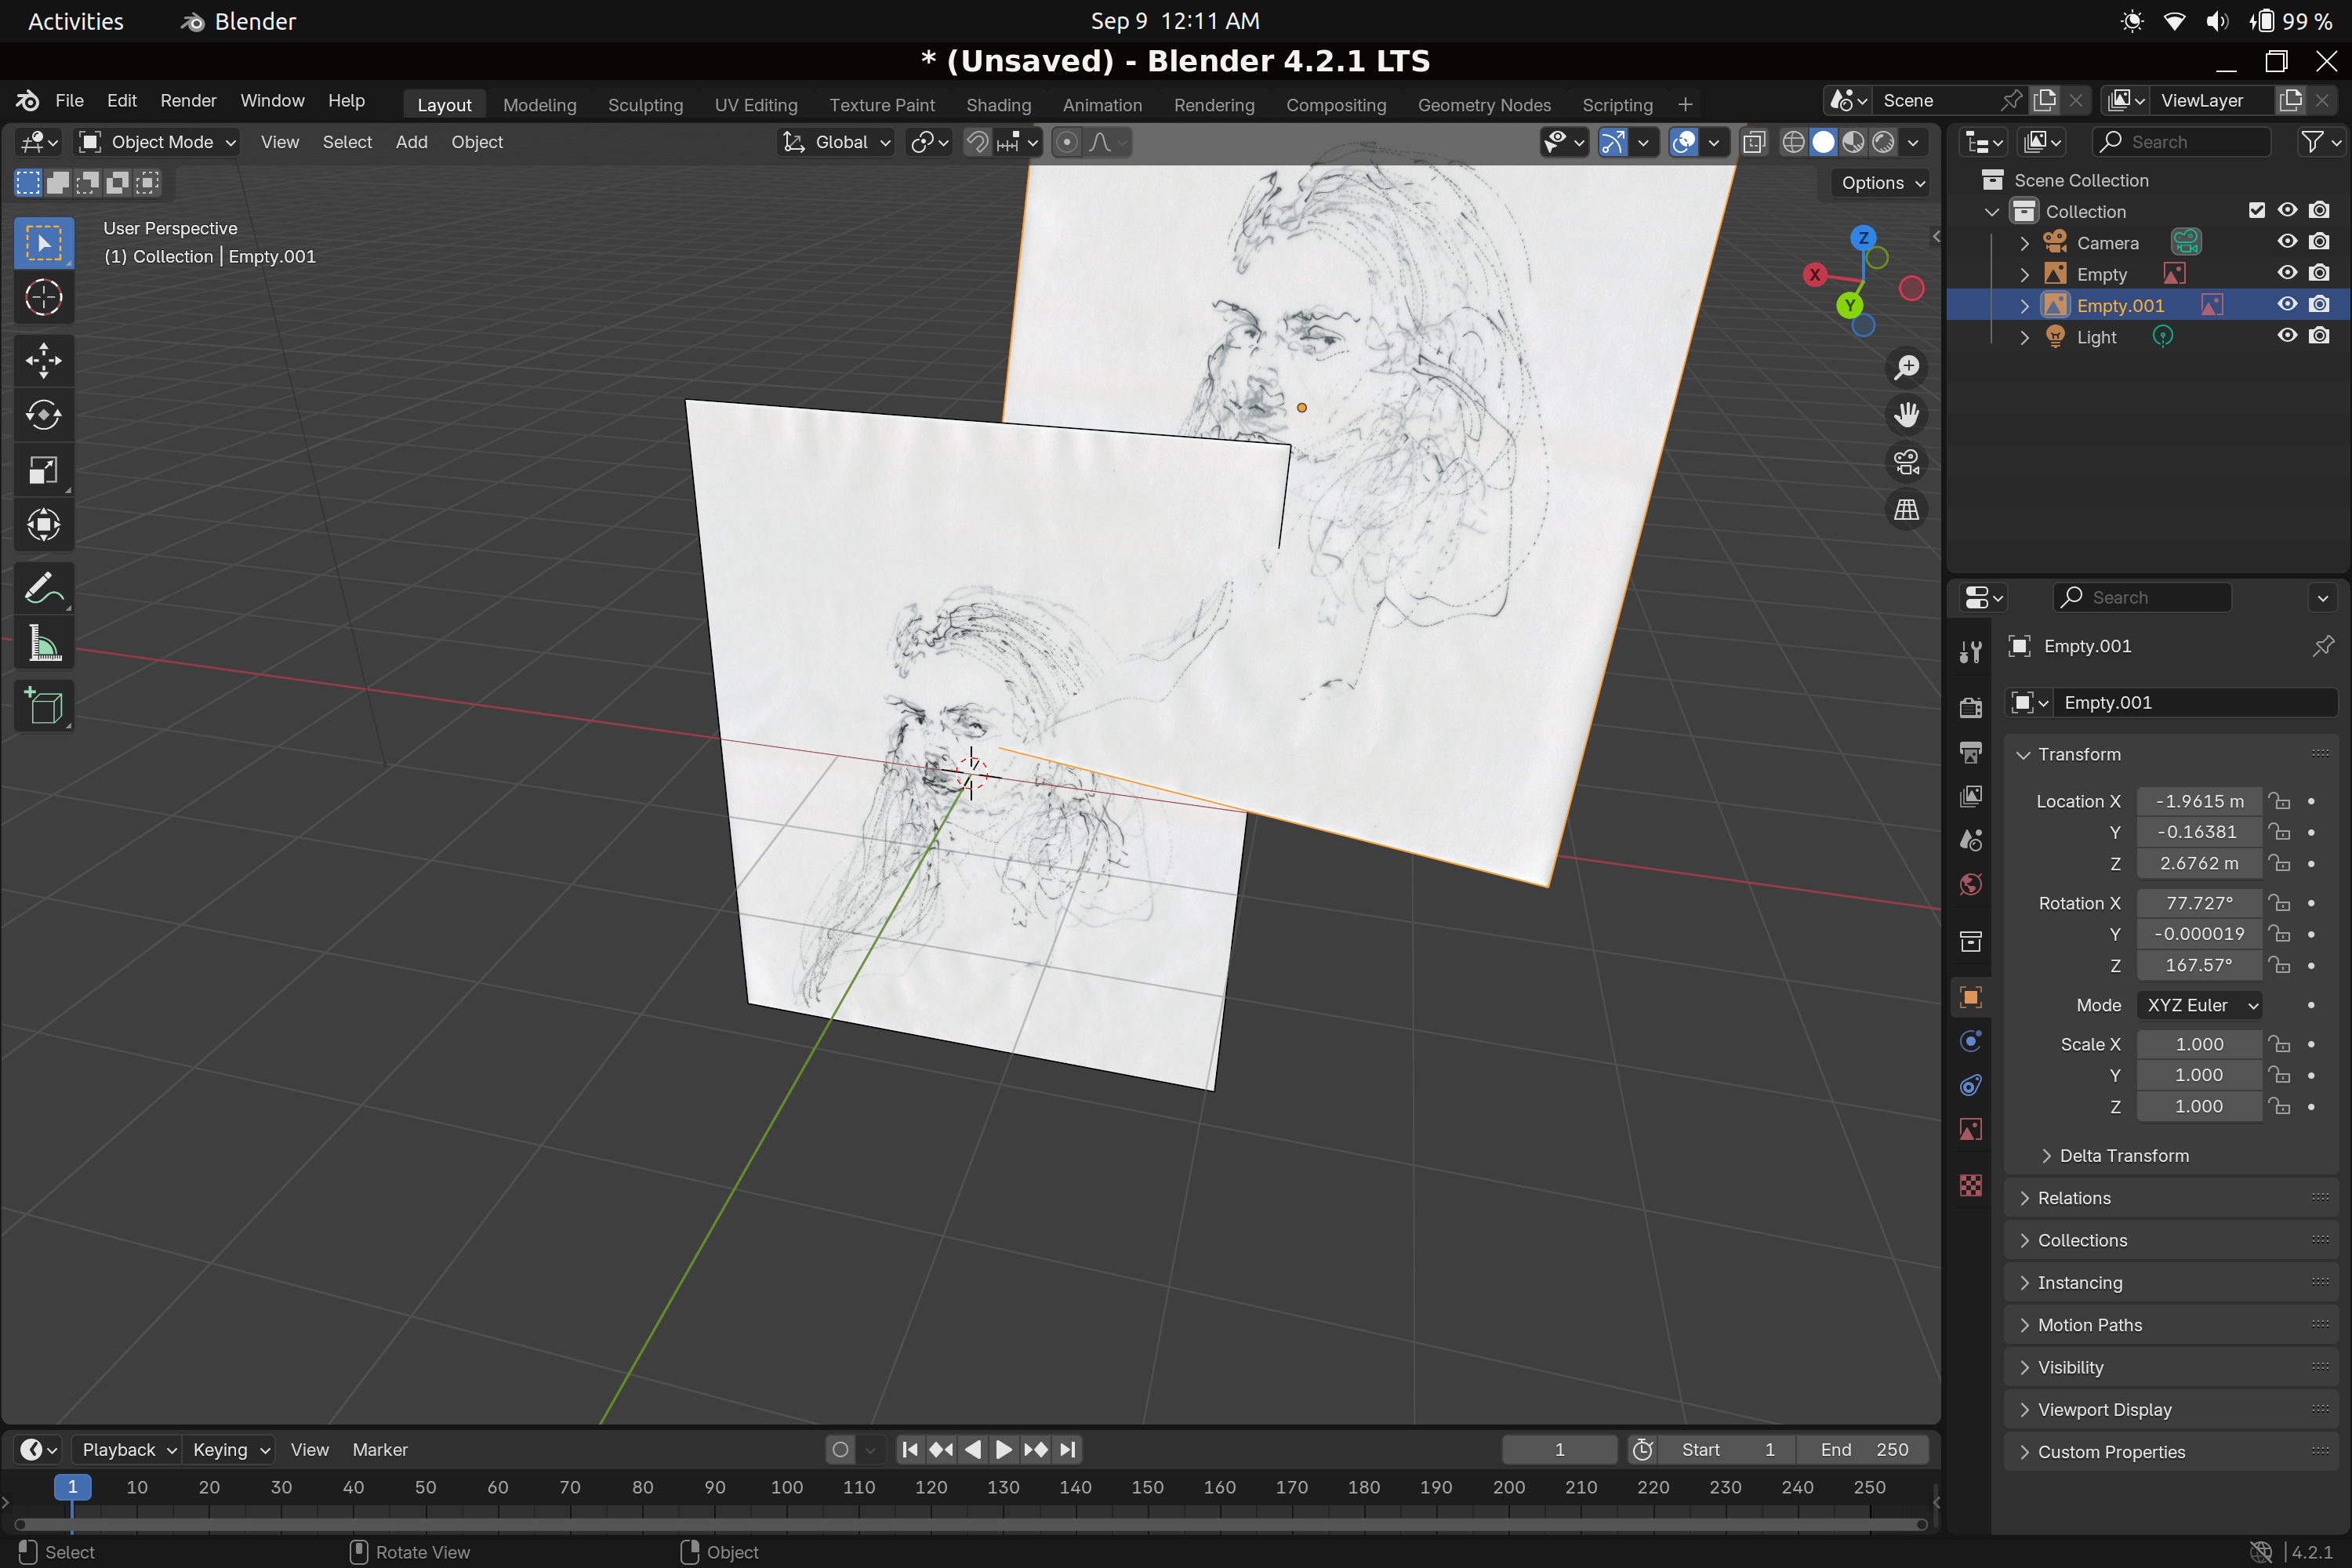 Activities Blender Sep 9 12:11 AM 99 %
* (Unsaved) - Blender 4.2.1 LTS
File Edit Render Window Help Layout Modeling Sculpting UV Editing Texture Paint Shading Animation Rendering Compositing Geometry Nodes Scripting + Scene ViewLayer
Object Mode View Select Add Object Global Search
Options
User Perspective
(1) Collection | Empty.001
Z
X
Y
Scene Collection
Collection
Camera
Empty
Empty.001
Light
Search
Empty.001
Empty.001
Transform
Location X -1.9615 m
Y -0.16381
Z 2.6762 m
Rotation X 77.727°
Y -0.000019
Z 167.57°
Mode XYZ Euler
Scale X 1.000
Y 1.000
Z 1.000
Delta Transform
Relations
Collections
Instancing
Motion Paths
Visibility
Viewport Display
Custom Properties
Playback Keying View Marker 1 Start 1 End 250
1 10 20 30 40 50 60 70 80 90 100 110 120 130 140 150 160 170 180 190 200 210 220 230 240 250
Select Rotate View Object 4.2.1